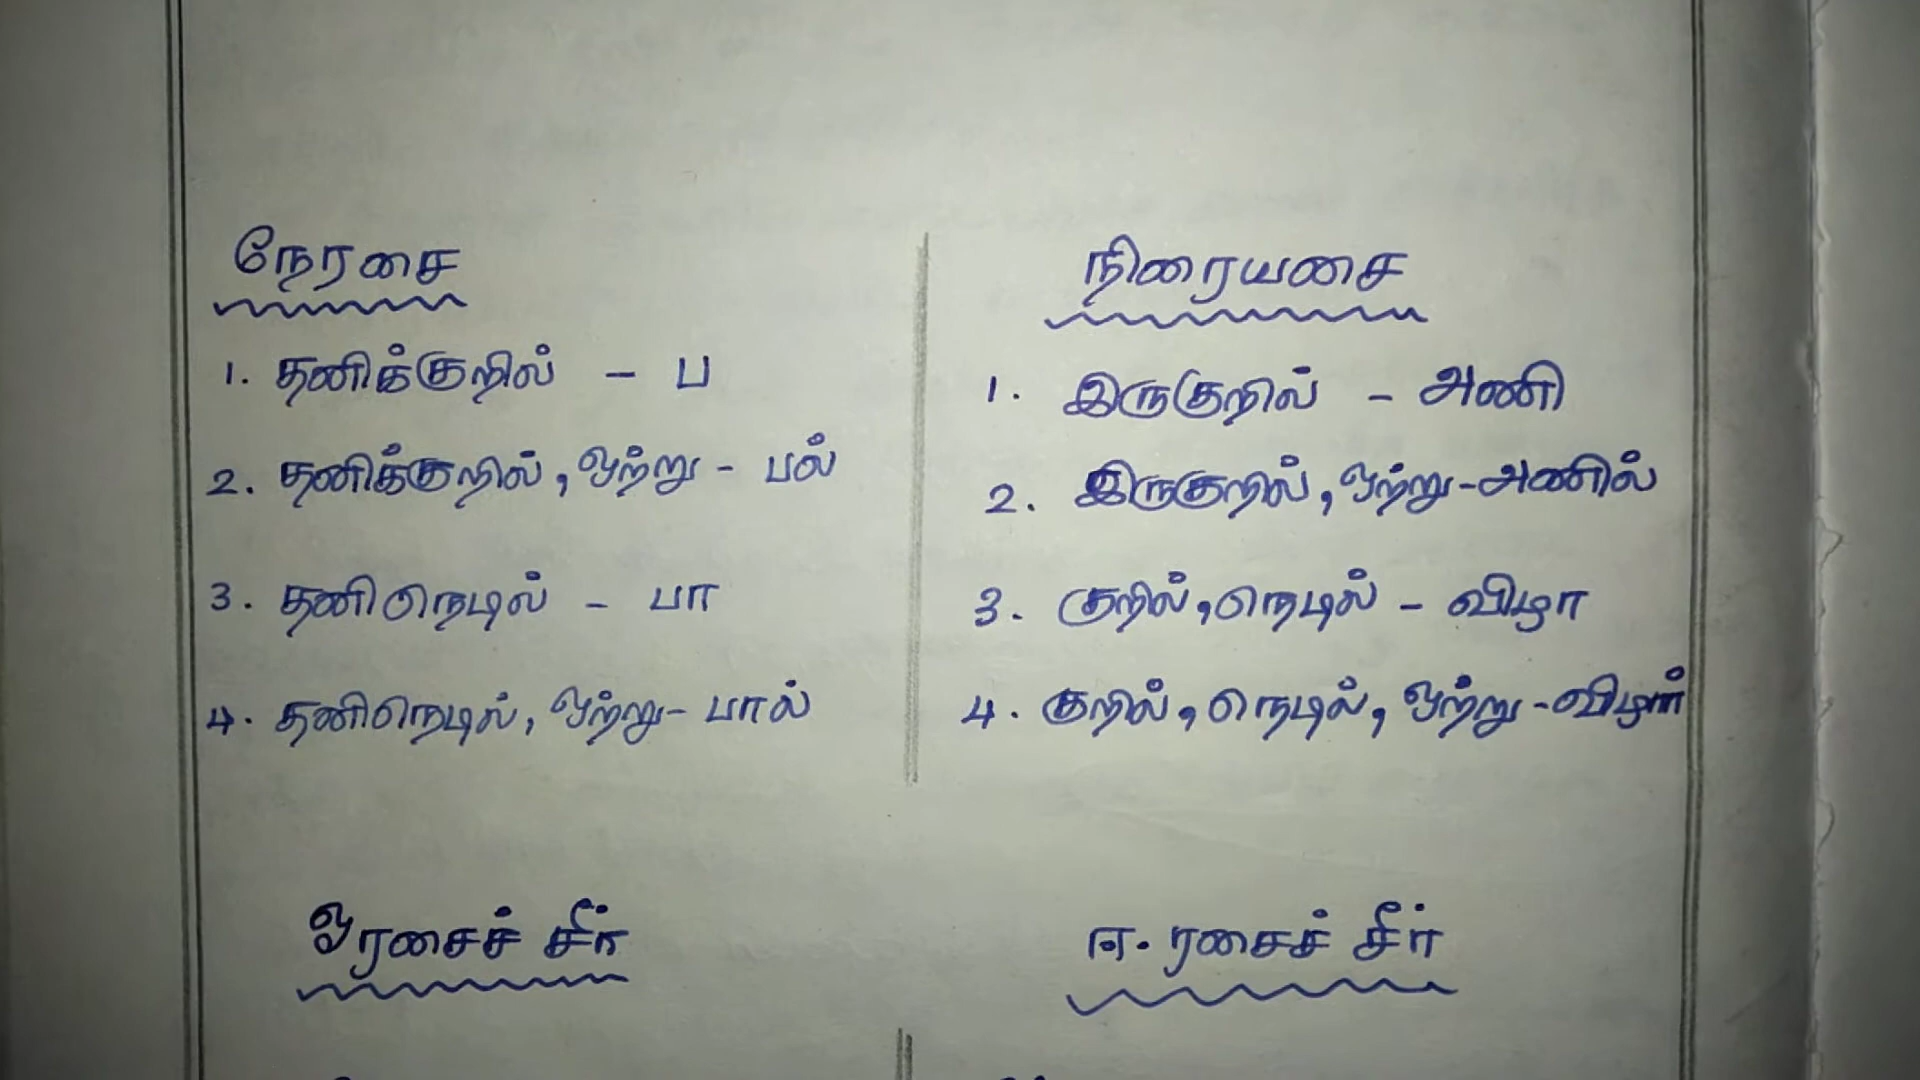 நேரசை
1. தனிக்குறில் - ப
2. தனிக்குறில், ஒற்று - பல்
3. தனிநெடில் - பா
4. தனிநெடில், ஒற்று - பால்
நிரையசை
1. இருகுறில் - அணி
2. இருகுறில், ஒற்று - அணில்
3. குறில், நெடில் - விழா
4. குறில், நெடில், ஒற்று -
ஓரசைச் சீர்
ஈரசைச் சீர்